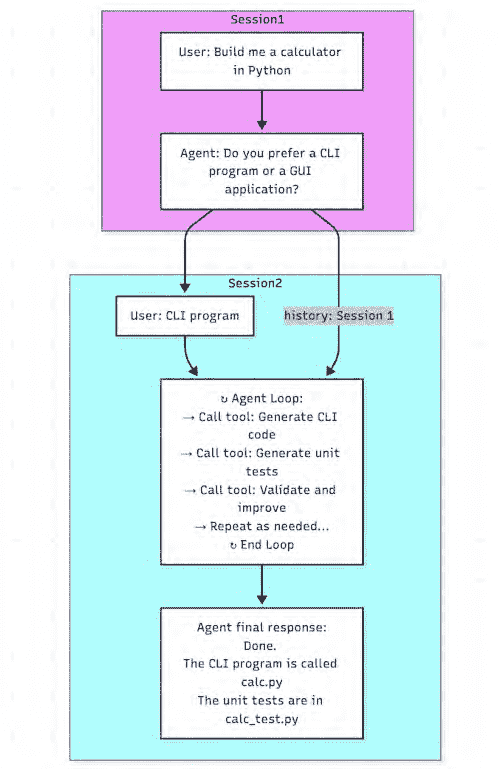 Session1
User: Build me a calculator
in Python
Agent: Do you prefer a CLI
program or a GUI
application?
Session2
User: CLI program
history: Session 1
↻ Agent Loop:
→ Call tool: Generate CLI
code
→ Call tool: Generate unit
tests
→ Call tool: Validate and
improve
→ Repeat as needed...
↻ End Loop
Agent final response:
Done.
The CLI program is called
calc.py
The unit tests are in
calc_test.py